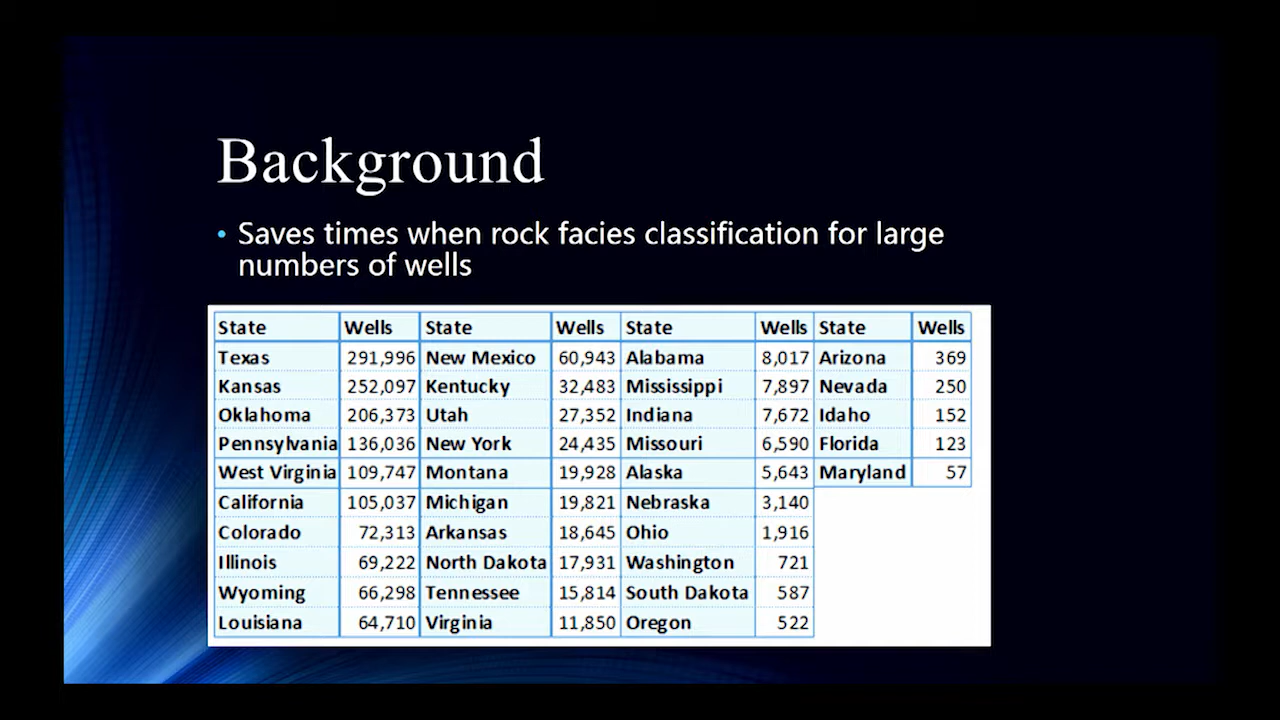 Background
• Saves times when rock facies classification for large
numbers of wells
State Wells State Wells State Wells State Wells
Texas 291,996 New Mexico 60,943 Alabama 8,017 Arizona 369
Kansas 252,097 Kentucky 32,483 Mississippi 7,897 Nevada 250
Oklahoma 206,373 Utah 27,352 Indiana 7,672 Idaho 152
Pennsylvania 136,036 New York 24,435 Missouri 6,590 Florida 123
West Virginia 109,747 Montana 19,928 Alaska 5,643 Maryland 57
California 105,037 Michigan 19,821 Nebraska 3,140
Colorado 72,313 Arkansas 18,645 Ohio 1,916
Illinois 69,222 North Dakota 17,931 Washington 721
Wyoming 66,298 Tennessee 15,814 South Dakota 587
Louisiana 64,710 Virginia 11,850 Oregon 522